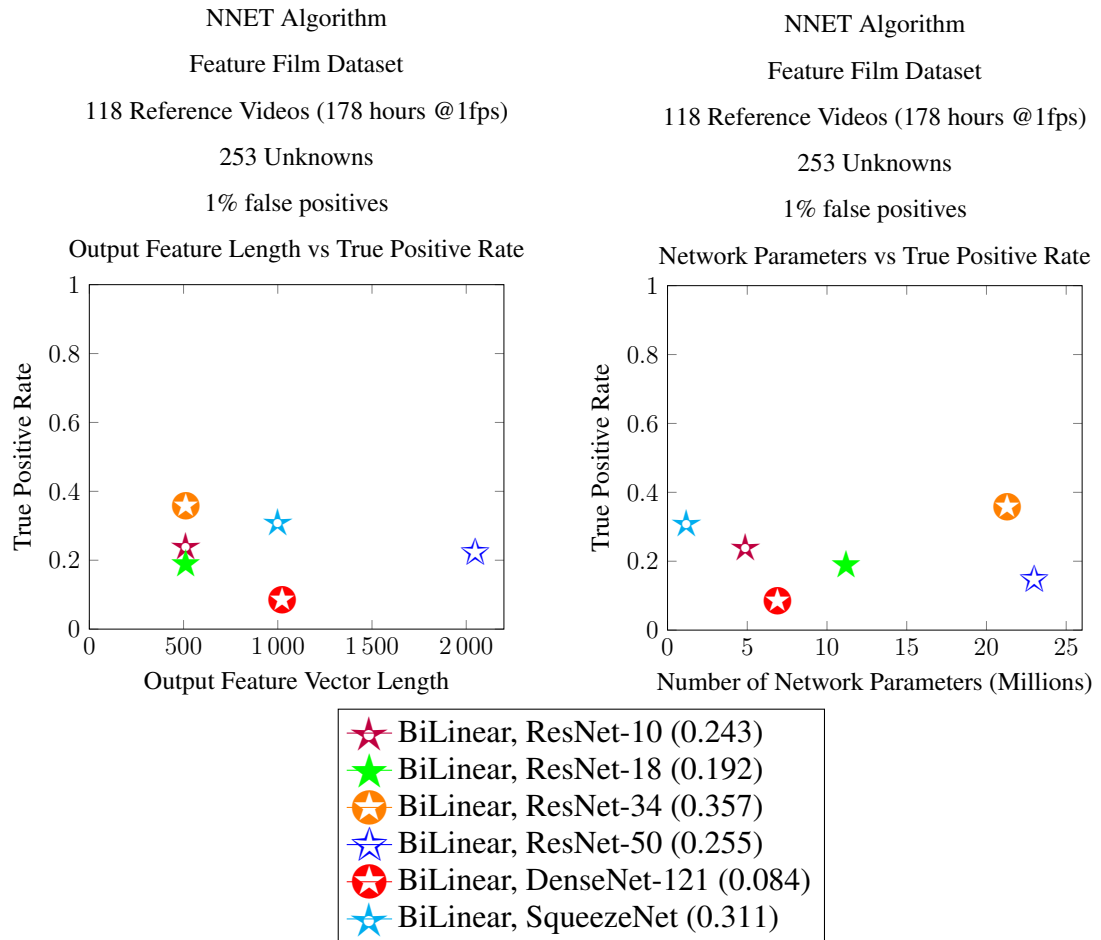 NNET Algorithm
Feature Film Dataset
118 Reference Videos (178 hours @1fps)
253 Unknowns
1% false positives
Output Feature Length vs True Positive Rate
1
0.8
0.6
0.4
0.2
0
0 500 1 000 1 500 2 000
True Positive Rate
Output Feature Vector Length
NNET Algorithm
Feature Film Dataset
118 Reference Videos (178 hours @1fps)
253 Unknowns
1% false positives
Network Parameters vs True Positive Rate
1
0.8
0.6
0.4
0.2
0
0 5 10 15 20 25
True Positive Rate
Number of Network Parameters (Millions)
BiLinear, ResNet-10 (0.243)
BiLinear, ResNet-18 (0.192)
BiLinear, ResNet-34 (0.357)
BiLinear, ResNet-50 (0.255)
BiLinear, DenseNet-121 (0.084)
BiLinear, SqueezeNet (0.311)